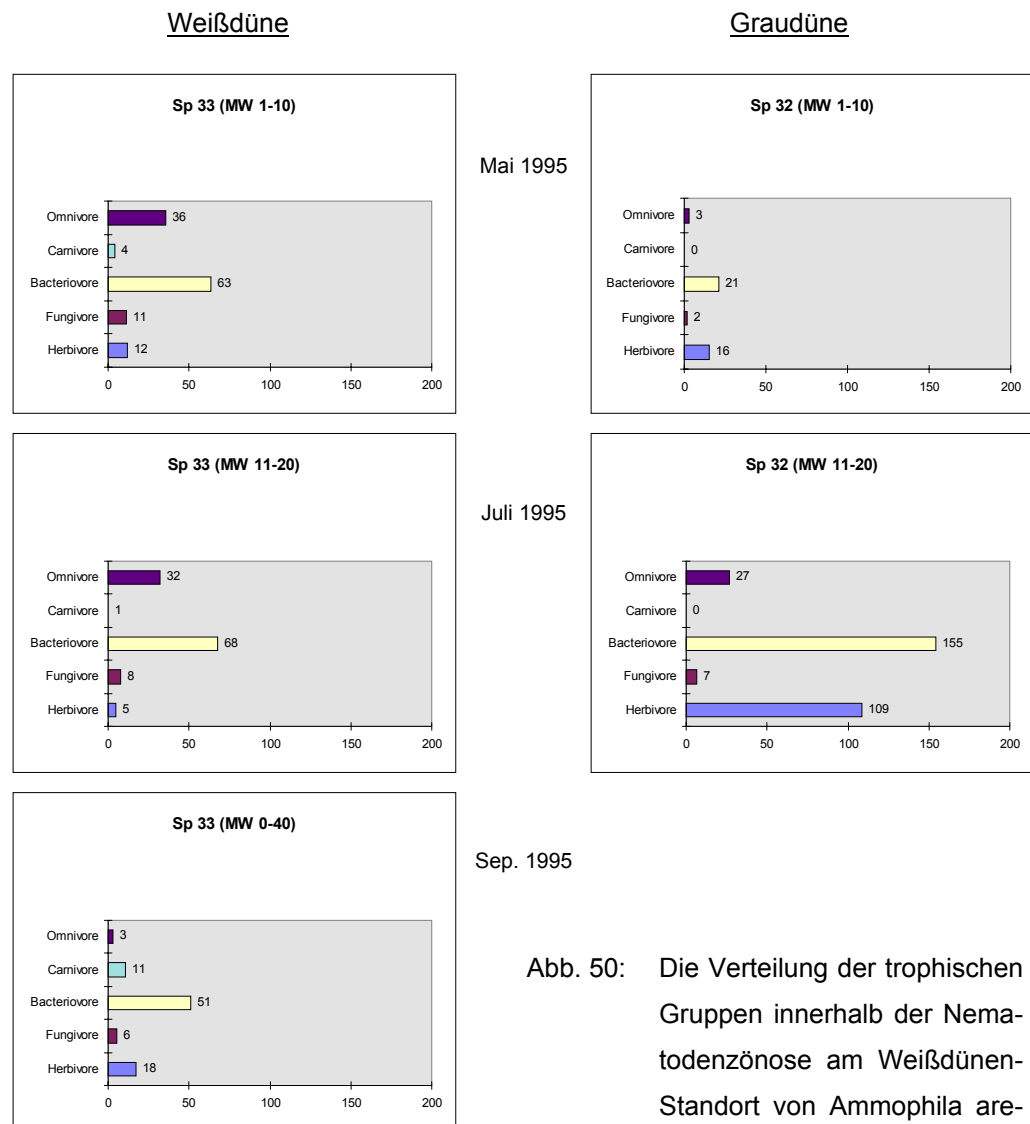 Weißdüne
Graudüne
Sp 33 (MW 1-10)
Omnivore 36
Carnivore 4
Bacteriovore 63
Fungivore 11
Herbivore 12
0 50 100 150 200
Mai 1995
Sp 32 (MW 1-10)
Omnivore 3
Carnivore 0
Bacteriovore 21
Fungivore 2
Herbivore 16
0 50 100 150 200
Sp 33 (MW 11-20)
Omnivore 32
Carnivore 1
Bacteriovore 68
Fungivore 8
Herbivore 5
0 50 100 150 200
Juli 1995
Sp 32 (MW 11-20)
Omnivore 27
Carnivore 0
Bacteriovore 155
Fungivore 7
Herbivore 109
0 50 100 150 200
Sp 33 (MW 0-40)
Omnivore 3
Carnivore 11
Bacteriovore 51
Fungivore 6
Herbivore 18
0 50 100 150 200
Sep. 1995
Abb. 50: Die Verteilung der trophischen
Gruppen innerhalb der Nema-
todenzönose am Weißdünen-
Standort von Ammophila are-